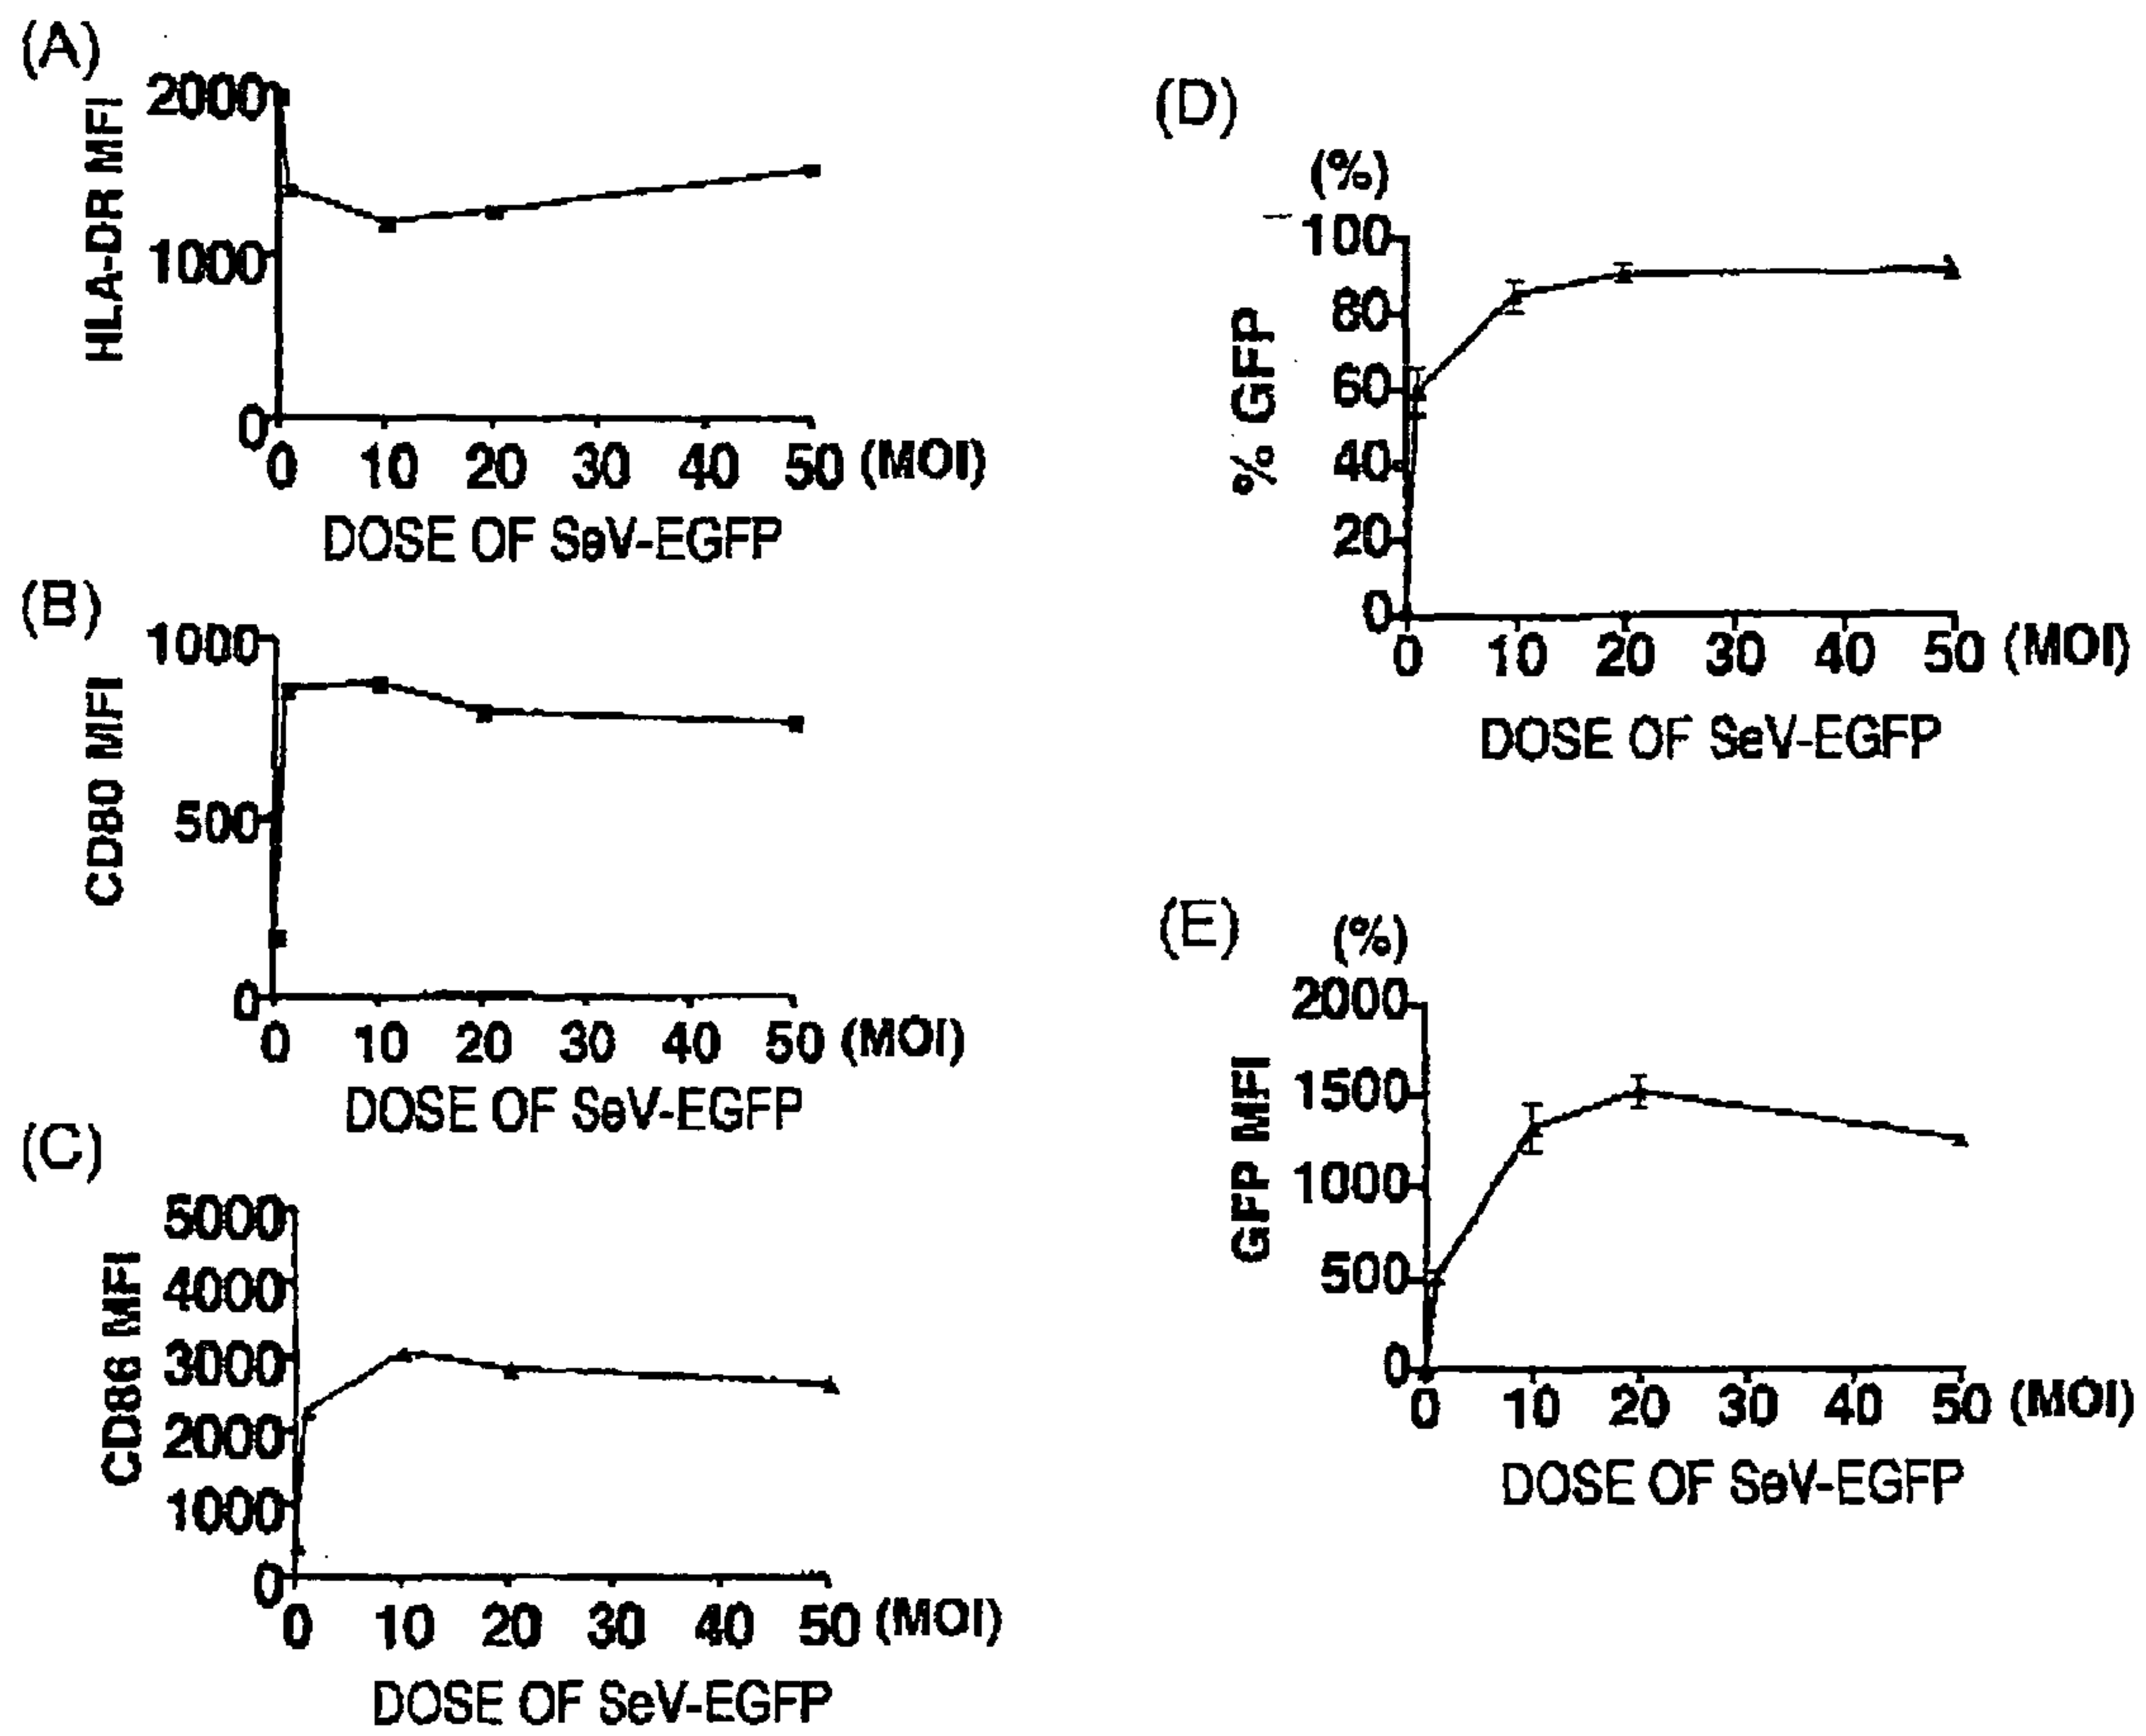 (A)
HLA-DR MFI
2000
1000
0
0 10 20 30 40 50 (MOI)
DOSE OF SeV-EGFP
(B)
CD80 MFI
1000
500
0
0 10 20 30 40 50 (MOI)
DOSE OF SeV-EGFP
(C)
CD86 MFI
5000
4000
3000
2000
1000
0
0 10 20 30 40 50 (MOI)
DOSE OF SeV-EGFP
(D)
(%)
% GFP
100
80
60
40
20
0
0 10 20 30 40 50 (MOI)
DOSE OF SeV-EGFP
(E)
(%)
GFP MFI
2000
1500
1000
500
0
0 10 20 30 40 50 (MOI)
DOSE OF SeV-EGFP